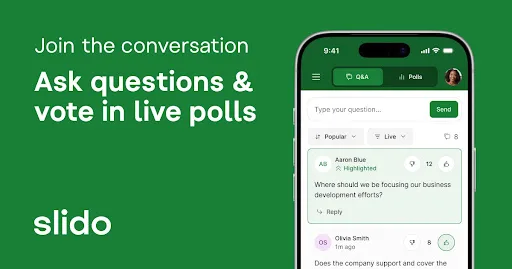 Join the conversation
Ask questions &
vote in live polls
slido
9:41
Q&A
Polls
Type your question...
Send
Popular
Live
8
AB
Aaron Blue
Highlighted
12
Where should we be focusing our business
development efforts?
Reply
OS
Olivia Smith
1m ago
8
Does the company support and cover the